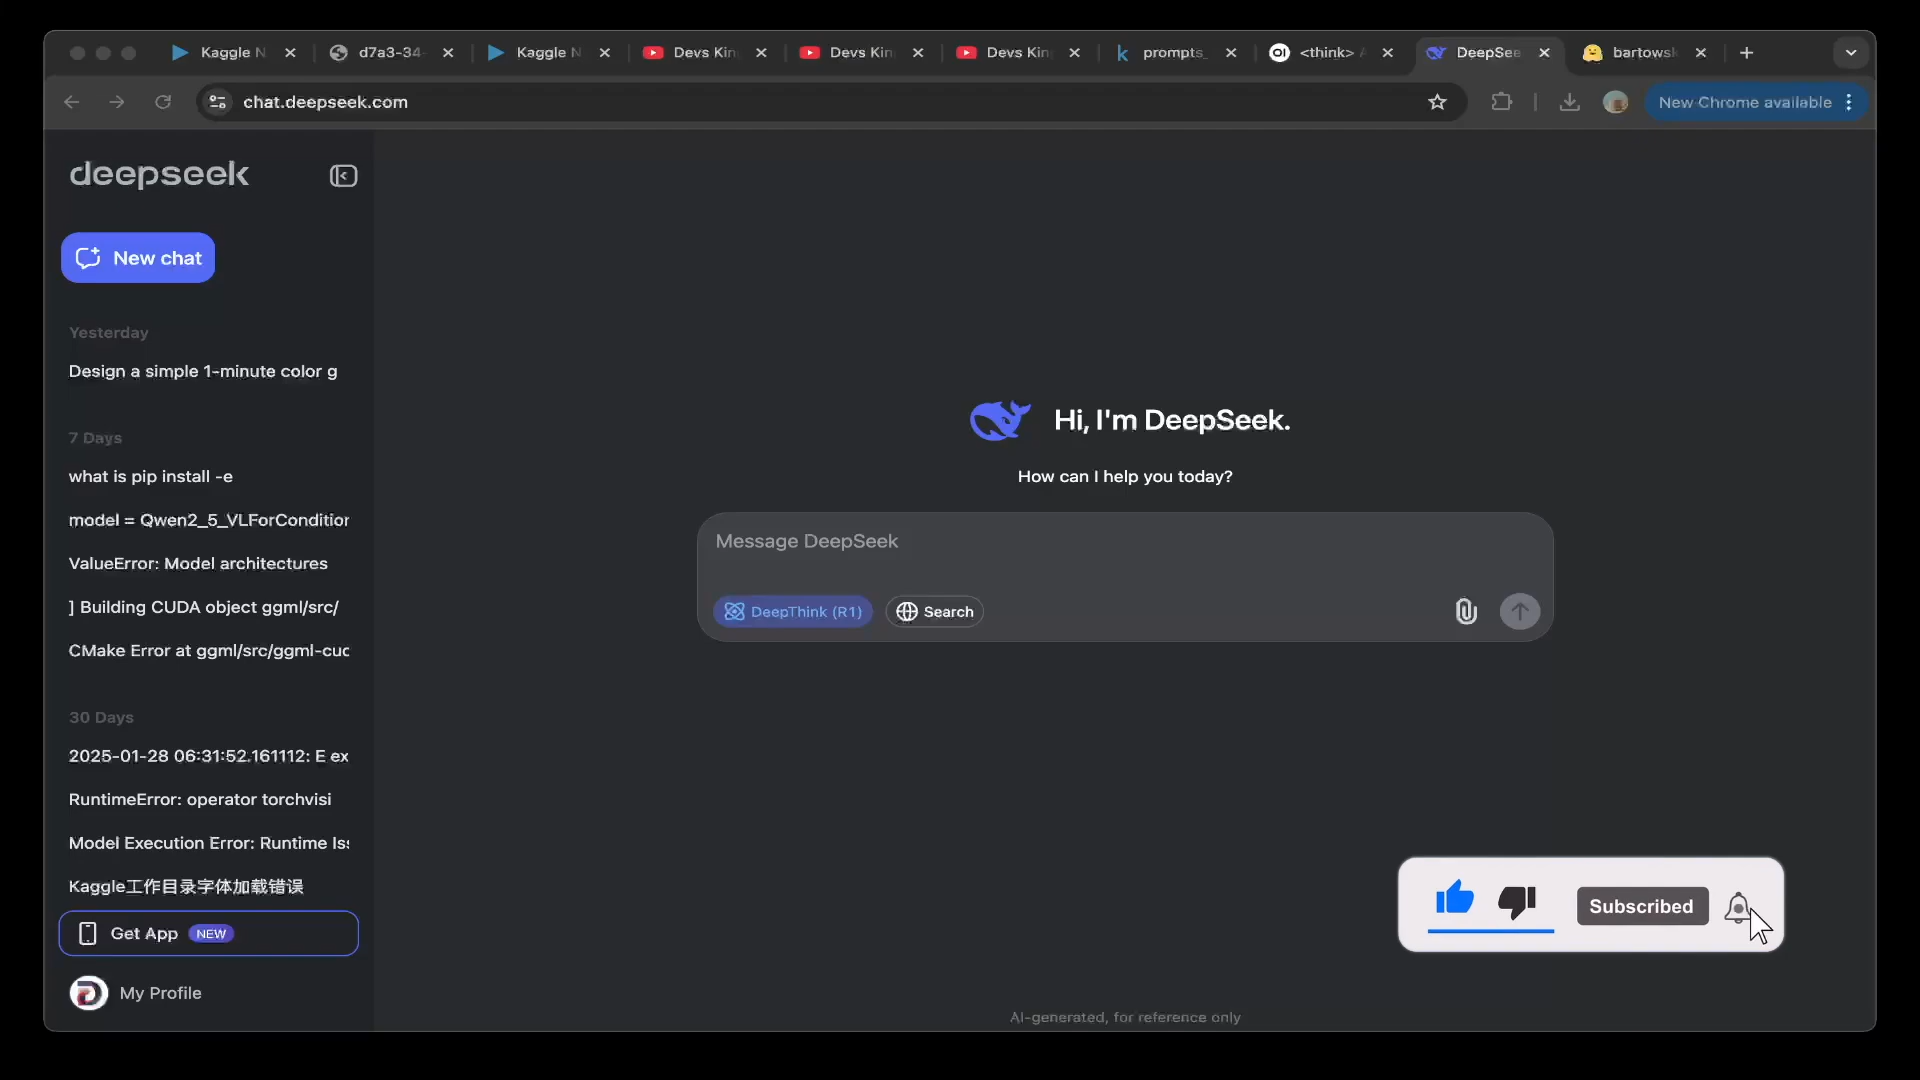 Kaggle N
d7a3-34-
Kaggle N
Devs Kin
Devs Kin
Devs Kin
prompts_
<think>
DeepSee
bartowsk
chat.deepseek.com
New Chrome available
deepseek
New chat
Yesterday
Design a simple 1-minute color g
7 Days
what is pip install -e
model = Qwen2_5_VLForCondition
ValueError: Model architectures
] Building CUDA object ggml/src/
CMake Error at ggml/src/ggml-cuc
30 Days
2025-01-28 06:31:52.161112: E ex
RuntimeError: operator torchvisi
Model Execution Error: Runtime Iss
Kaggle工作目录字体加载错误
Get App NEW
My Profile
Hi, I'm DeepSeek.
How can I help you today?
Message DeepSeek
DeepThink (R1)
Search
Subscribed
AI-generated, for reference only